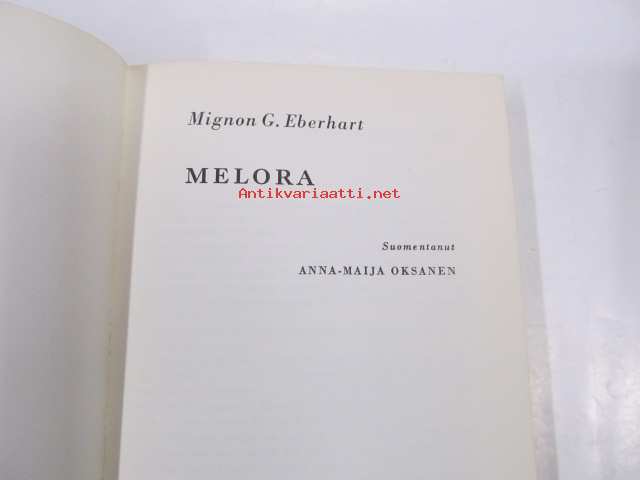 Mignon G. Eberhart
MELORA
Antikvariaatti.net
Suomentanut
ANNA-MAIJA OKSANEN